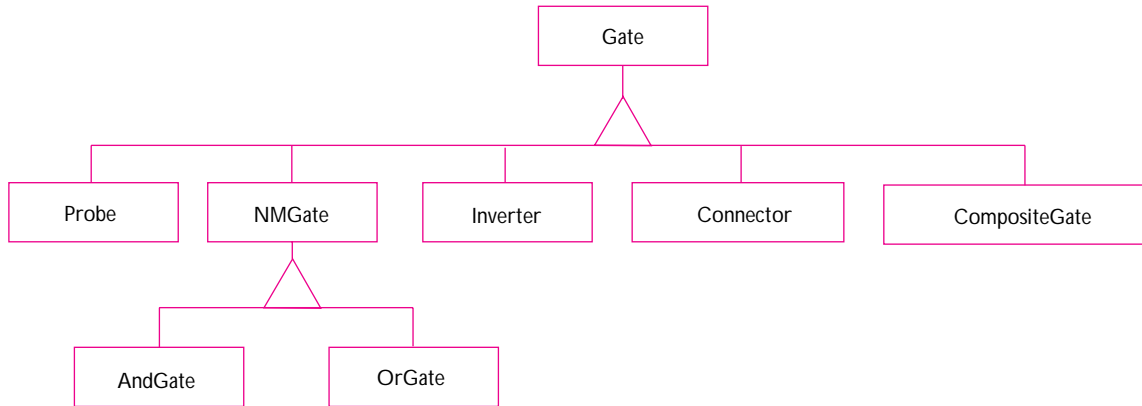 Gate
Probe
NMGate
Inverter
Connector
CompositeGate
AndGate
OrGate